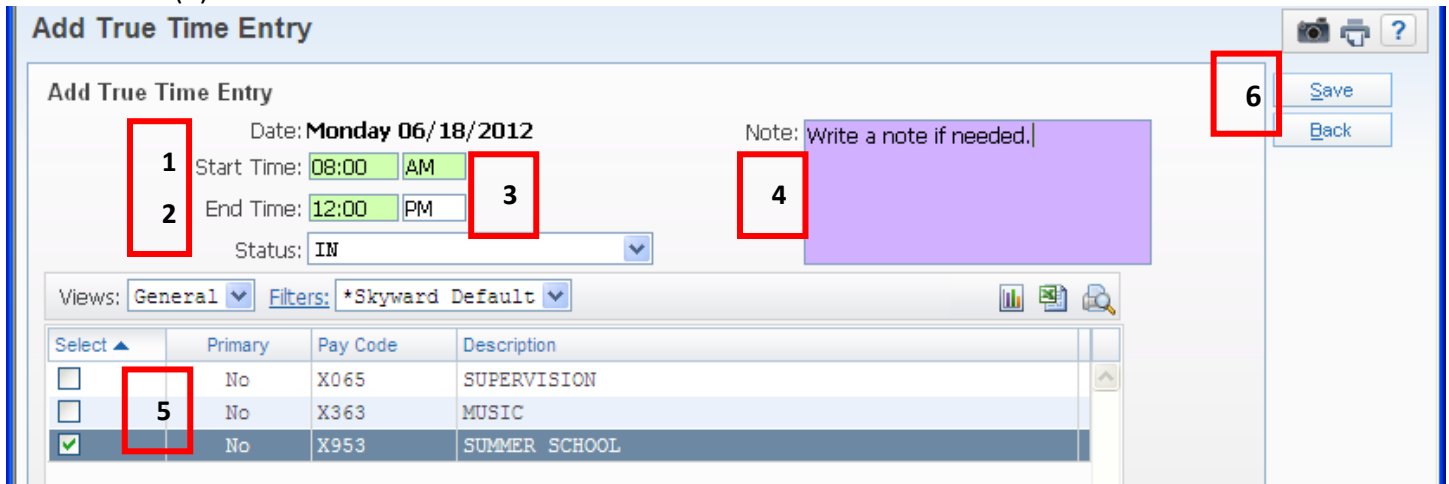 Add True Time Entry
?
Add True Time Entry
6
Save
Date: Monday 06/18/2012
Note: Write a note if needed.
Back
1
Start Time: 08:00 AM
3
4
2
End Time: 12:00 PM
Status: IN
Views: General Filters: *Skyward Default
Select Primary Pay Code Description
No X065 SUPERVISION
5
No X363 MUSIC
No X953 SUMMER SCHOOL